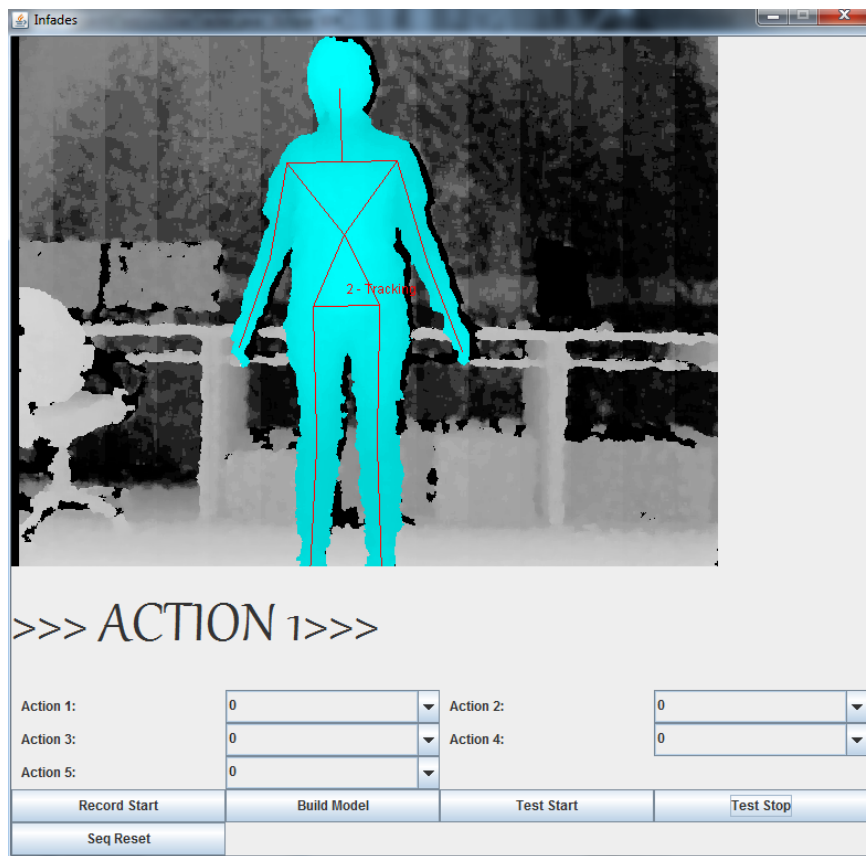 Infades
2 - Tracking
>>> ACTION 1>>>
Action 1: 0 Action 2: 0
Action 3: 0 Action 4: 0
Action 5: 0
Record Start Build Model Test Start Test Stop
Seq Reset